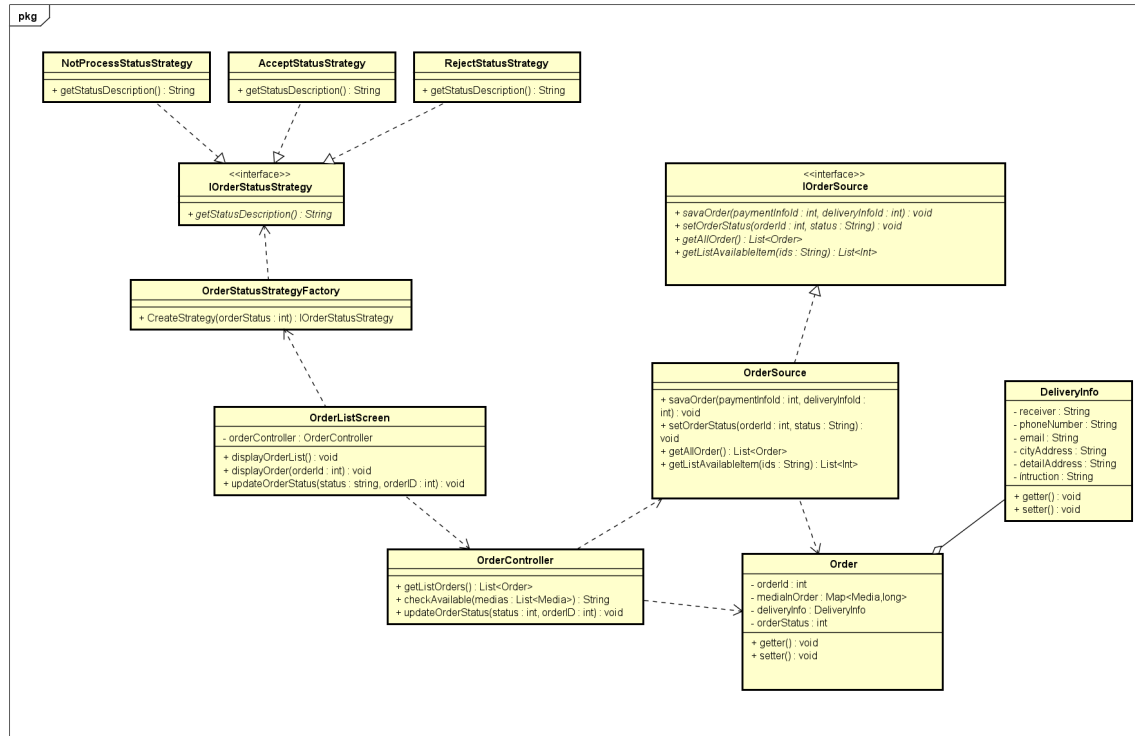 pkg
NotProcessStatusStrategy
+ getStatusDescription() : String
AcceptStatusStrategy
+ getStatusDescription() : String
RejectStatusStrategy
+ getStatusDescription() : String
<<interface>>
IOrderStatusStrategy
+ getStatusDescription() : String
<<interface>>
IOrderSource
+ savaOrder(paymentInfoId : int, deliveryInfoId : int) : void
+ setOrderStatus(orderId : int, status : String) : void
+ getAllOrder() : List<Order>
+ getListAvailableItem(ids : String) : List<Int>
OrderStatusStrategyFactory
+ CreateStrategy(orderStatus : int) : IOrderStatusStrategy
OrderSource
+ savaOrder(paymentInfoId : int, deliveryInfoId :
int) : void
+ setOrderStatus(orderId : int, status : String) :
void
+ getAllOrder() : List<Order>
+ getListAvailableItem(ids : String) : List<Int>
DeliveryInfo
- receiver : String
- phoneNumber : String
- email : String
- cityAddress : String
- detailAddress : String
- intruction : String
+ getter() : void
+ setter() : void
OrderListScreen
- orderController : OrderController
+ displayOrderList() : void
+ displayOrder(orderId : int) : void
+ updateOrderStatus(status : string, orderID : int) : void
OrderController
+ getListOrders() : List<Order>
+ checkAvailable(medias : List<Media>) : String
+ updateOrderStatus(status : int, orderID : int) : void
Order
- orderId : int
- mediaInOrder : Map<Media,long>
- deliveryInfo : DeliveryInfo
- orderStatus : int
+ getter() : void
+ setter() : void